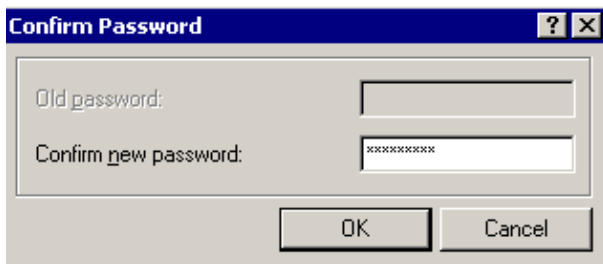 Confirm Password ? X
Old password:
Confirm new password: *********
OK Cancel